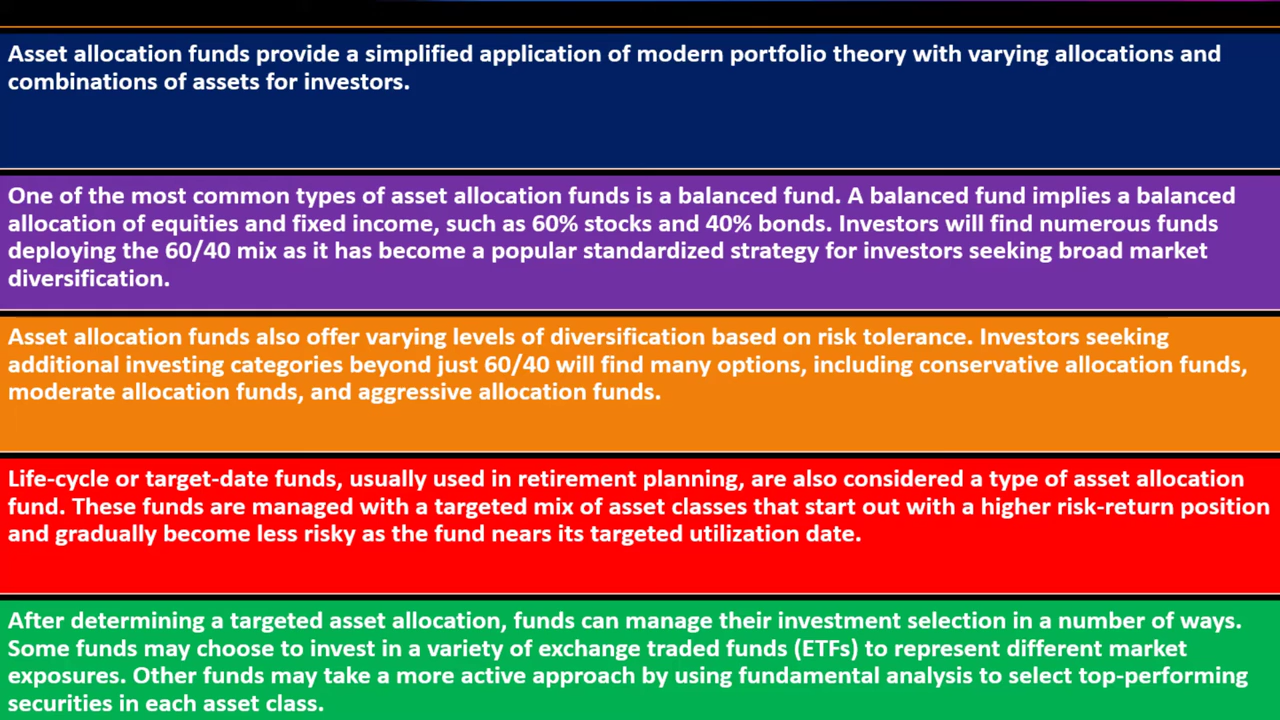 Asset allocation funds provide a simplified application of modern portfolio theory with varying allocations and
combinations of assets for investors.
One of the most common types of asset allocation funds is a balanced fund. A balanced fund implies a balanced
allocation of equities and fixed income, such as 60% stocks and 40% bonds. Investors will find numerous funds
deploying the 60/40 mix as it has become a popular standardized strategy for investors seeking broad market
diversification.
Asset allocation funds also offer varying levels of diversification based on risk tolerance. Investors seeking
additional investing categories beyond just 60/40 will find many options, including conservative allocation funds,
moderate allocation funds, and aggressive allocation funds.
Life-cycle or target-date funds, usually used in retirement planning, are also considered a type of asset allocation
fund. These funds are managed with a targeted mix of asset classes that start out with a higher risk-return position
and gradually become less risky as the fund nears its targeted utilization date.
After determining a targeted asset allocation, funds can manage their investment selection in a number of ways.
Some funds may choose to invest in a variety of exchange traded funds (ETFs) to represent different market
exposures. Other funds may take a more active approach by using fundamental analysis to select top-performing
securities in each asset class.